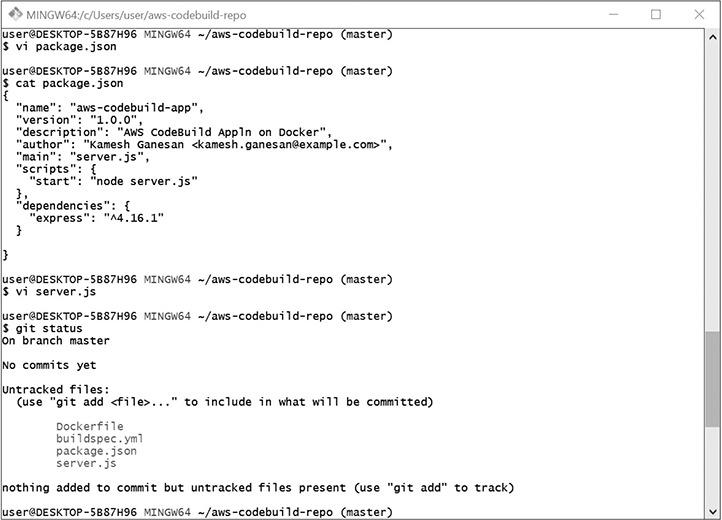 MINGW64:/c/Users/user/aws-codebuild-repo
user@DESKTOP-5B87H96 MINGW64 ~/aws-codebuild-repo (master)
$ vi package.json
user@DESKTOP-5B87H96 MINGW64 ~/aws-codebuild-repo (master)
$ cat package.json
{
  "name": "aws-codebuild-app",
  "version": "1.0.0",
  "description": "AWS CodeBuild Appln on Docker",
  "author": "Kamesh Ganesan <kamesh.ganesan@example.com>",
  "main": "server.js",
  "scripts": {
    "start": "node server.js"
  },
  "dependencies": {
    "express": "^4.16.1"
  }
}
user@DESKTOP-5B87H96 MINGW64 ~/aws-codebuild-repo (master)
$ vi server.js
user@DESKTOP-5B87H96 MINGW64 ~/aws-codebuild-repo (master)
$ git status
On branch master
No commits yet
Untracked files:
  (use "git add <file>..." to include in what will be committed)
        Dockerfile
        buildspec.yml
        package.json
        server.js
nothing added to commit but untracked files present (use "git add" to track)
user@DESKTOP-5B87H96 MINGW64 ~/aws-codebuild-repo (master)